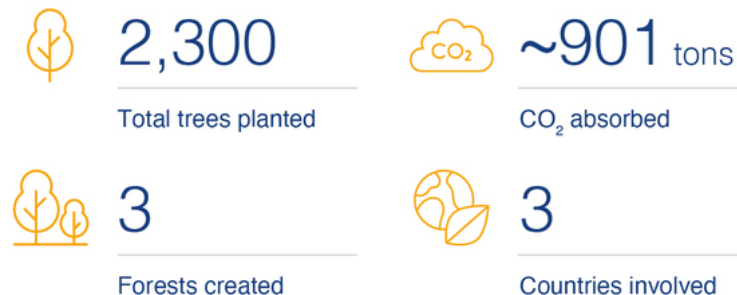 2,300
Total trees planted
CO₂
~901 tons
CO₂ absorbed
3
Forests created
3
Countries involved